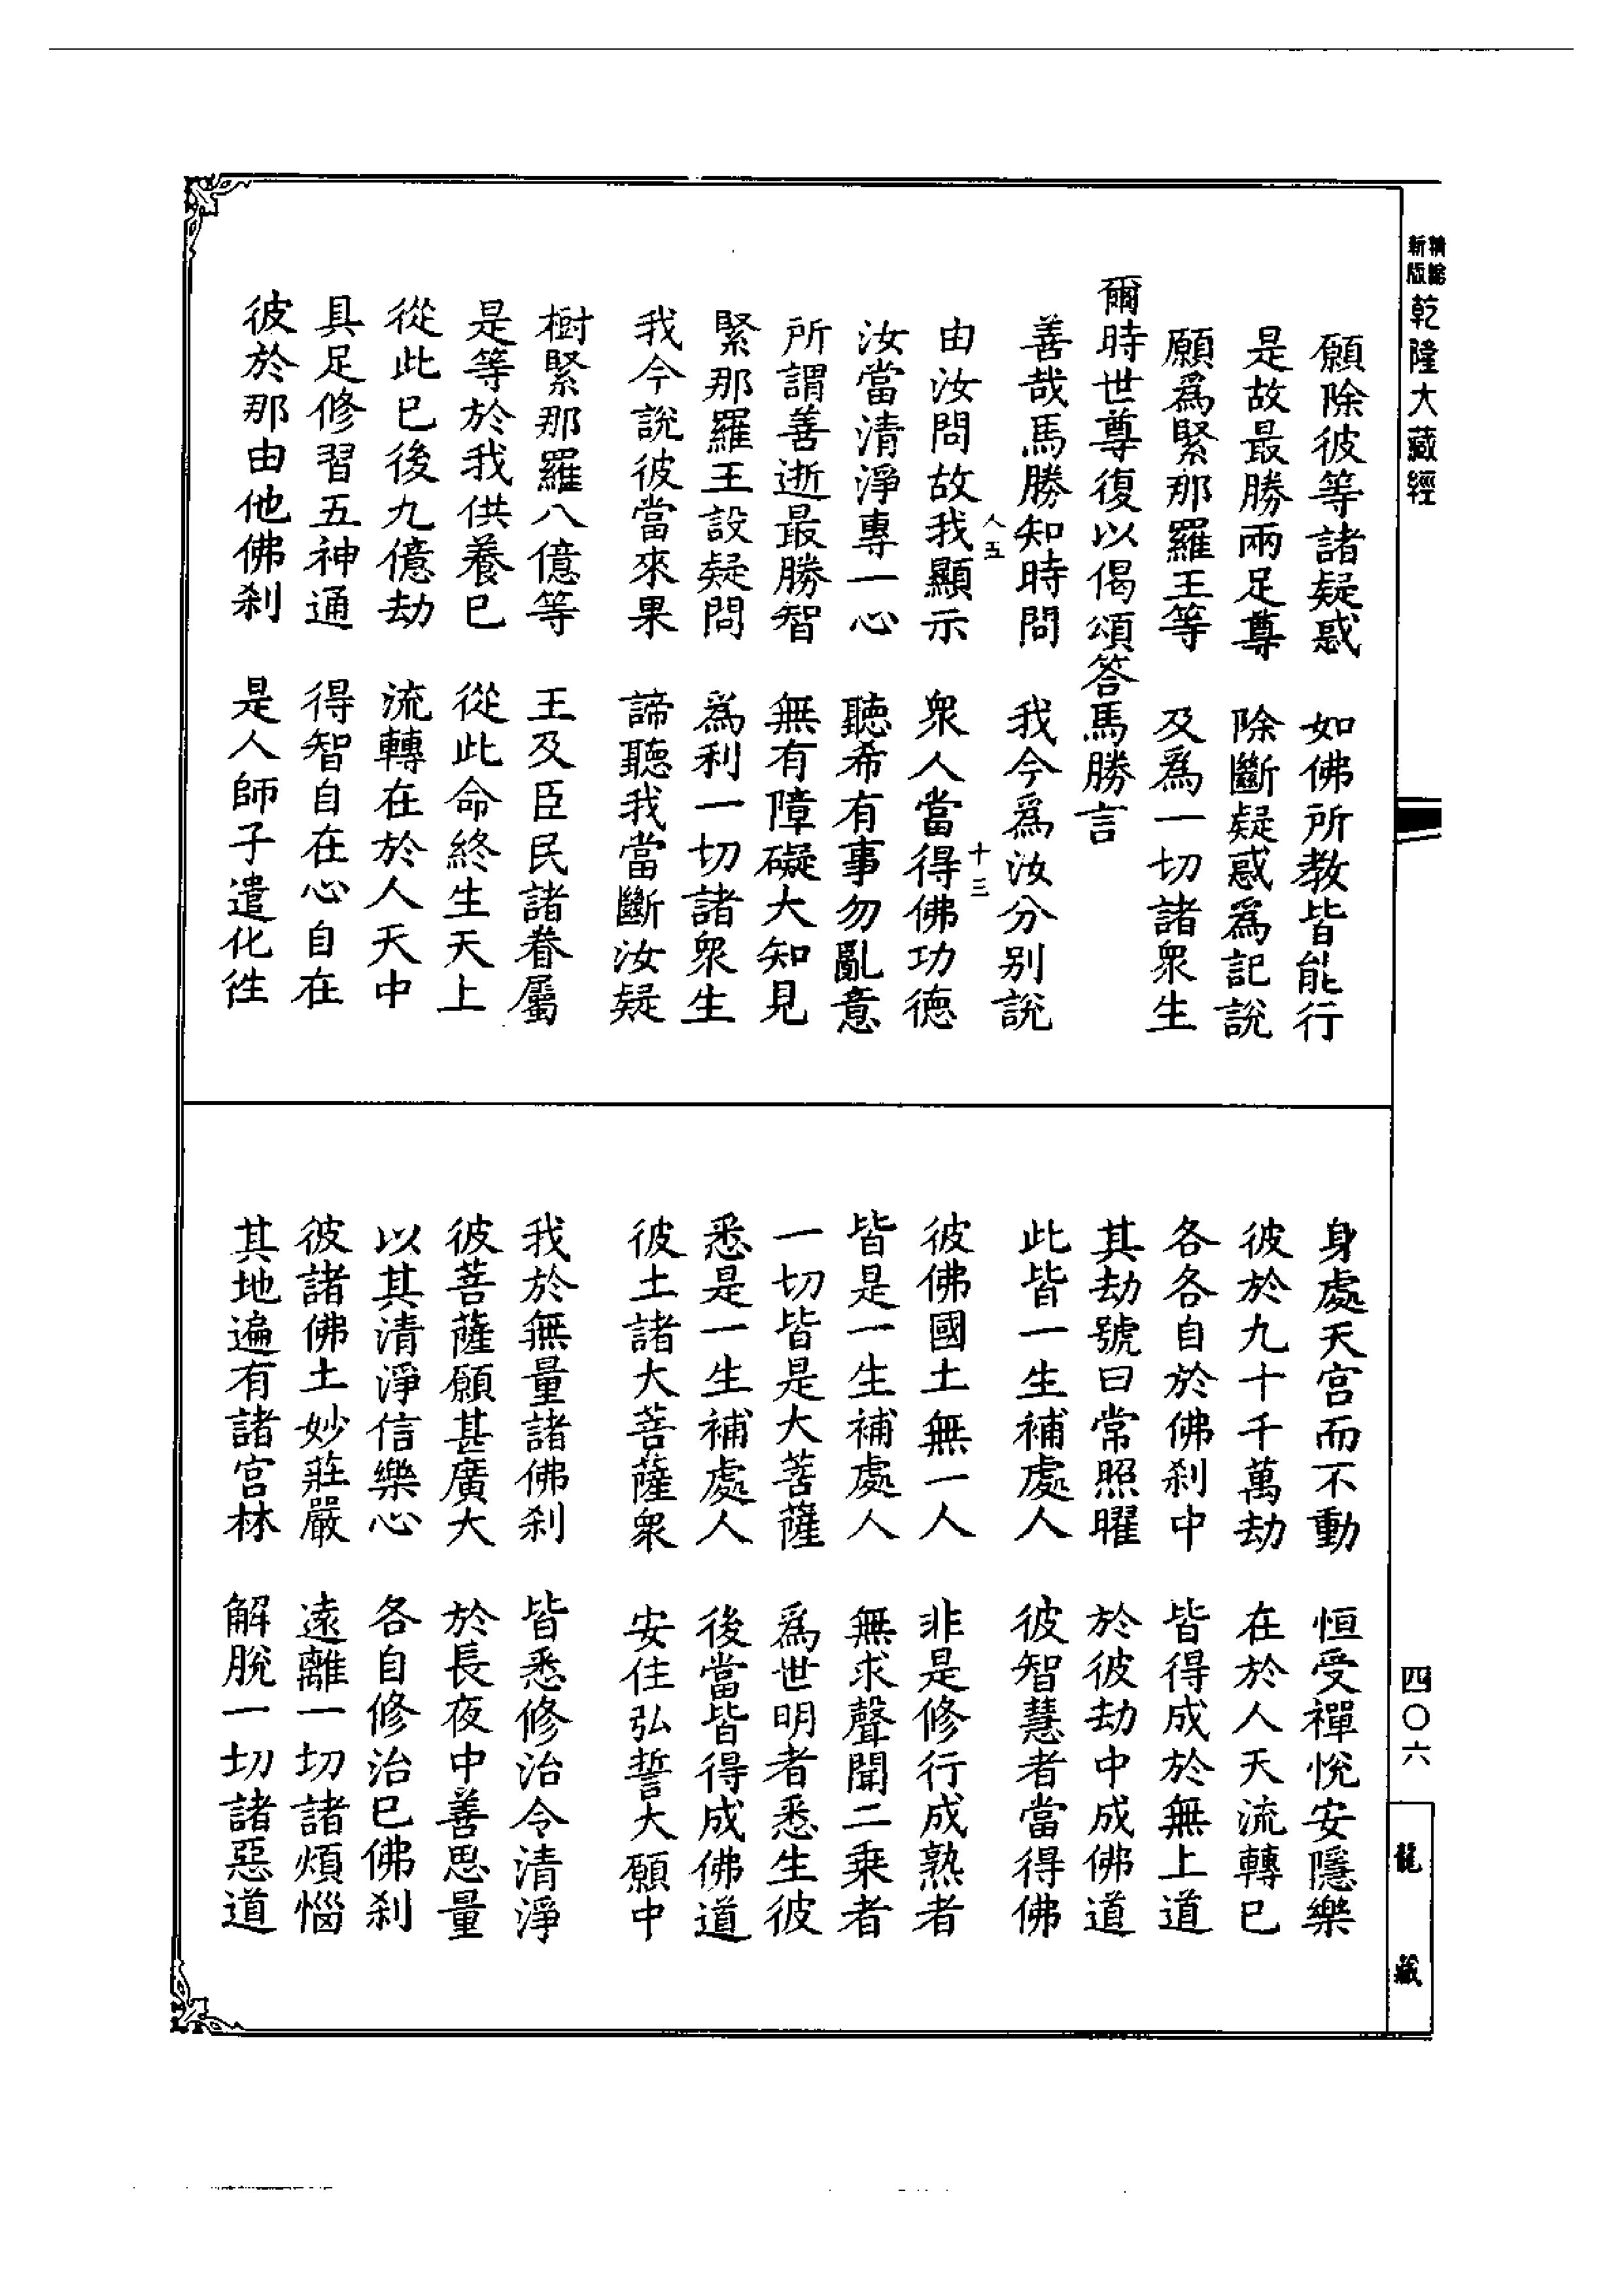 精縮
新版
乾隆大藏經
願除彼等諸疑惑　如佛所教皆能行
是故最勝兩足尊　除斷疑惑爲記說
願爲緊那羅王等　及爲一切諸衆生
爾時世尊復以偈頌答馬勝言
善哉馬勝知時問　我今爲汝分别說
人五　十三
由汝問故我顯示　衆人當得佛功德
汝當清淨專一心　聽希有事勿亂意
所謂善逝最勝智　無有障礙大知見
緊那羅王設疑問　爲利一切諸衆生
我今說彼當來果　諦聽我當斷汝疑
樹緊那羅八億等　王及臣民諸眷屬
是等於我供養已　從此命終生天上
從此已後九億劫　流轉在於人天中
具足修習五神通　得智自在心自在
彼於那由他佛刹　是人師子遣化徃
身處天宮而不動　恒受禪悅安隱樂
彼於九十千萬劫　在於人天流轉已
各各自於佛刹中　皆得成於無上道
其劫號曰常照曜　於彼劫中成佛道
此皆一生補處人　彼智慧者當得佛
彼佛國土無一人　非是修行成熟者
皆是一生補處人　無求聲聞二乗者
一切皆是大菩薩　爲世明者悉生彼
悉是一生補處人　後當皆得成佛道
彼土諸大菩薩衆　安住弘誓大願中
我於無量諸佛刹　皆悉修治令清淨
彼菩薩願甚廣大　於長夜中善思量
以其清淨信樂心　各自修治已佛刹
彼諸佛土妙莊嚴　遠離一切諸煩惱
其地遍有諸宮林　解脫一切諸惡道
四〇六
龍藏